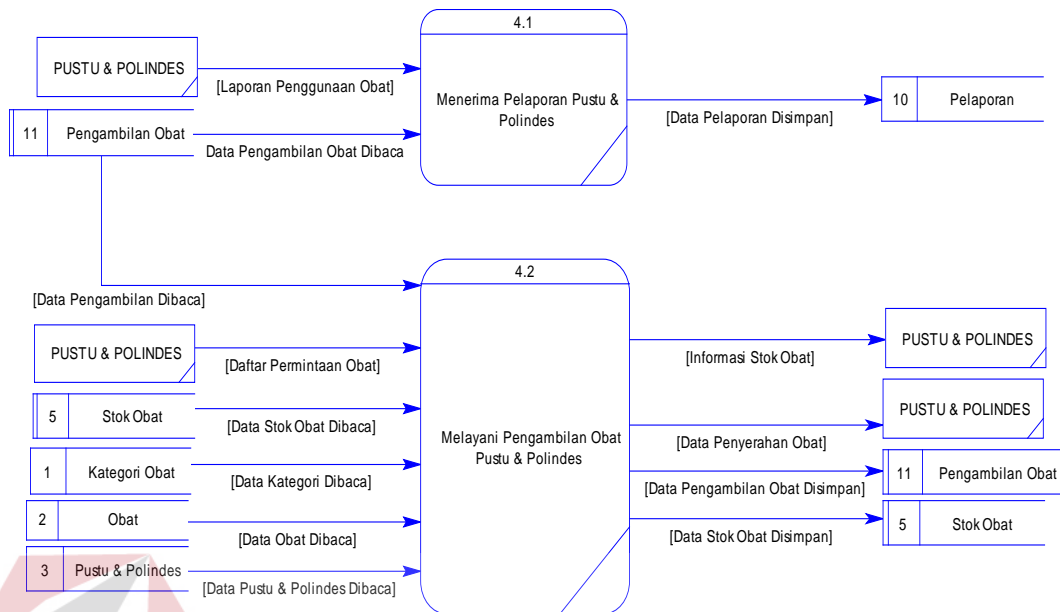 4.1
PUSTU & POLINDES
[Laporan Penggunaan Obat]
Menerima Pelaporan Pustu &
Polindes
11 Pengambilan Obat
Data Pengambilan Obat Dibaca
[Data Pelaporan Disimpan]
10 Pelaporan
4.2
[Data Pengambilan Dibaca]
PUSTU & POLINDES
[Daftar Permintaan Obat]
5 Stok Obat
[Data Stok Obat Dibaca]
1 Kategori Obat
[Data Kategori Dibaca]
2 Obat
[Data Obat Dibaca]
3 Pustu & Polindes
[Data Pustu & Polindes Dibaca]
Melayani Pengambilan Obat
Pustu & Polindes
[Informasi Stok Obat]
PUSTU & POLINDES
[Data Penyerahan Obat]
PUSTU & POLINDES
[Data Pengambilan Obat Disimpan]
11 Pengambilan Obat
[Data Stok Obat Disimpan]
5 Stok Obat